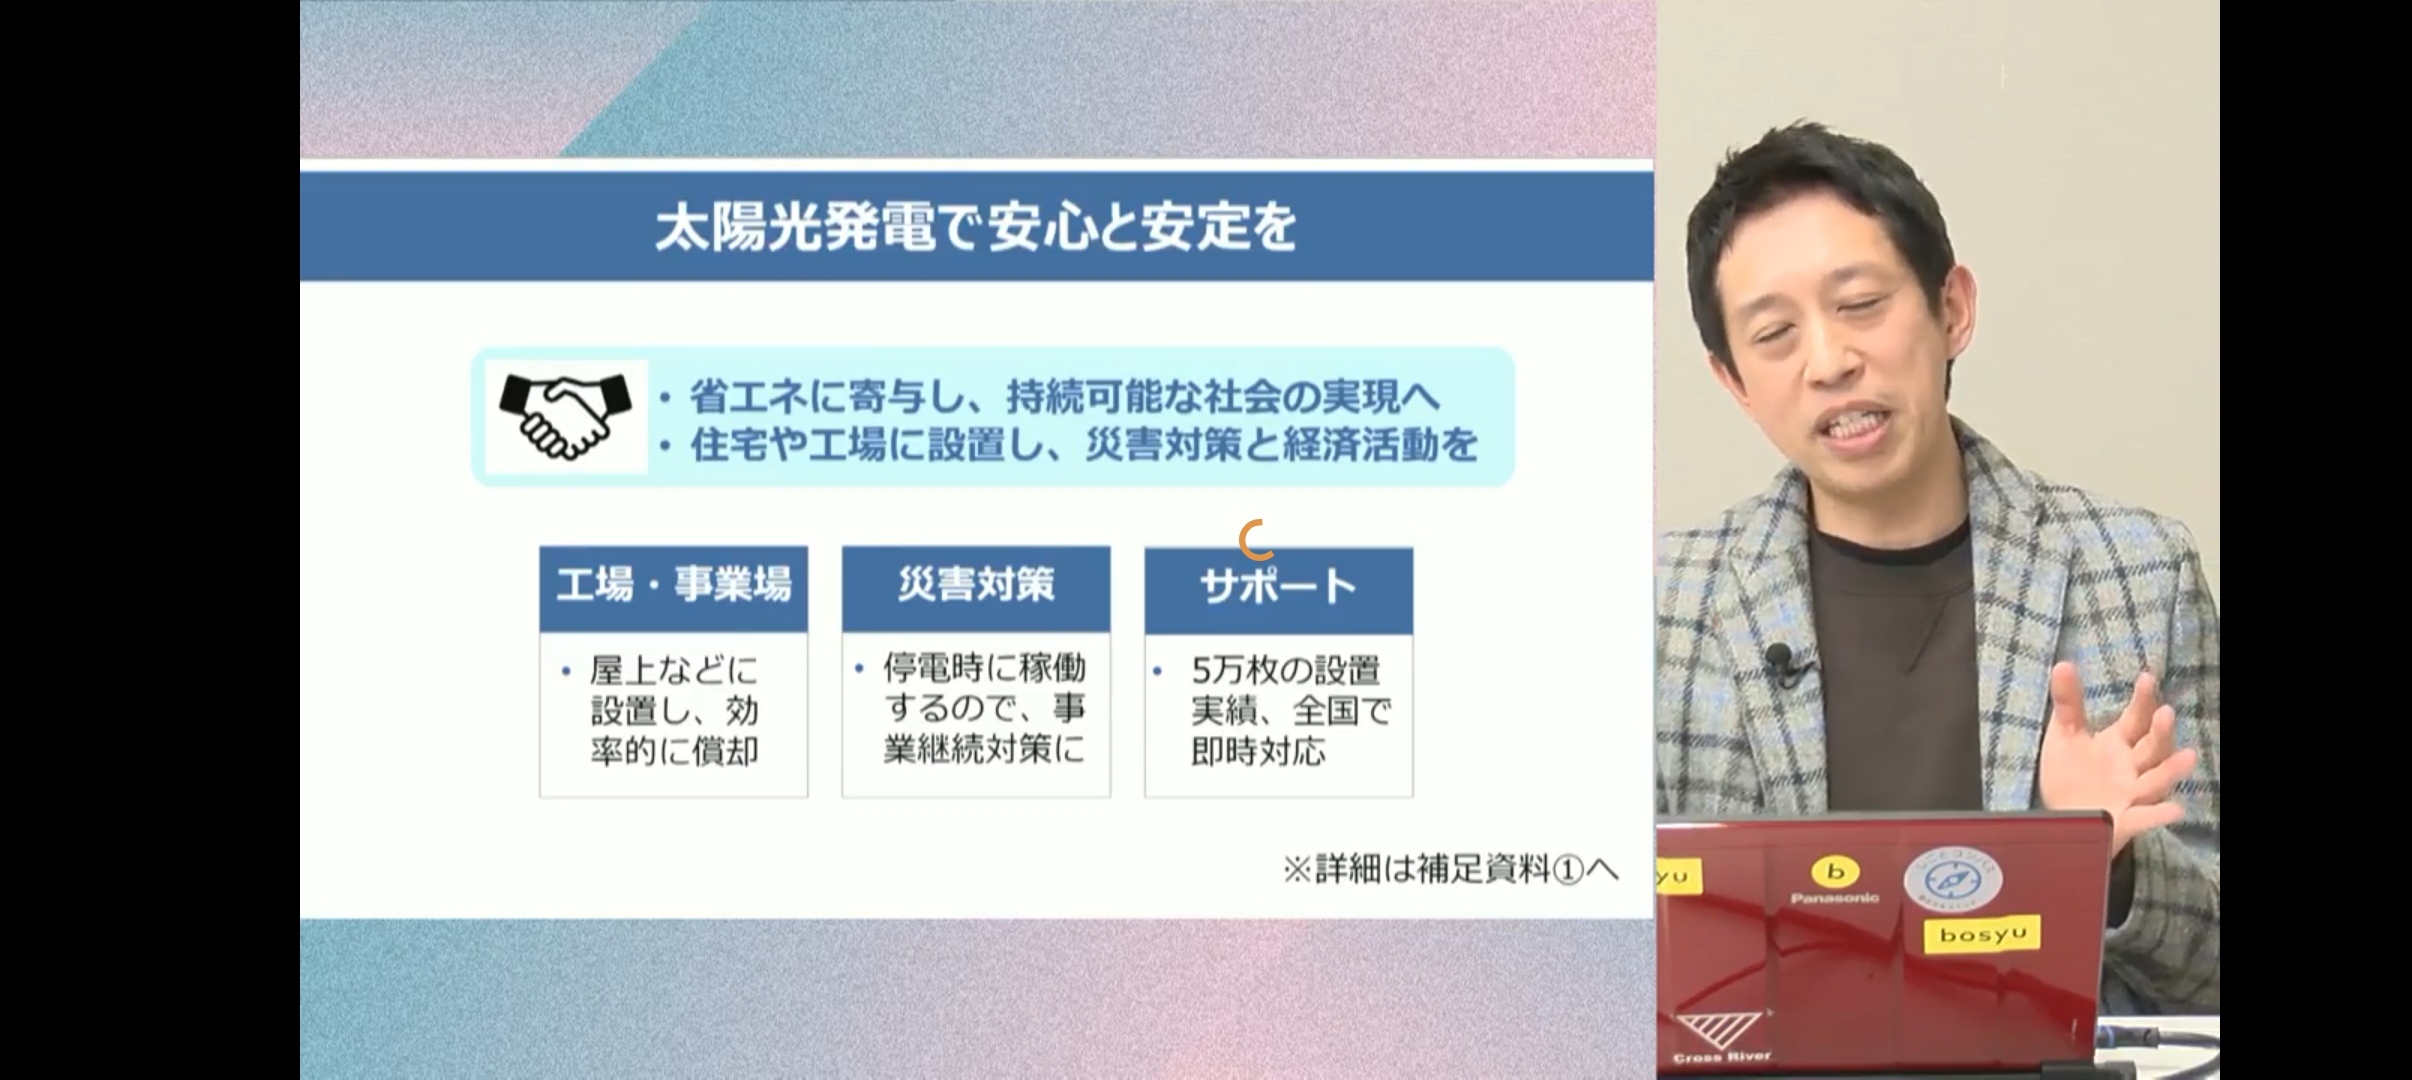 太陽光発電で安心と安定を
• 省エネに寄与し、持続可能な社会の実現へ
• 住宅や工場に設置し、災害対策と経済活動を
工場・事業場
• 屋上などに
設置し、効
率的に償却
災害対策
• 停電時に稼働
するので、事
業継続対策に
サポート
• 5万枚の設置
実績、全国で
即時対応
※詳細は補足資料①へ
yu
b
Panasonic
bosyu
Cross River